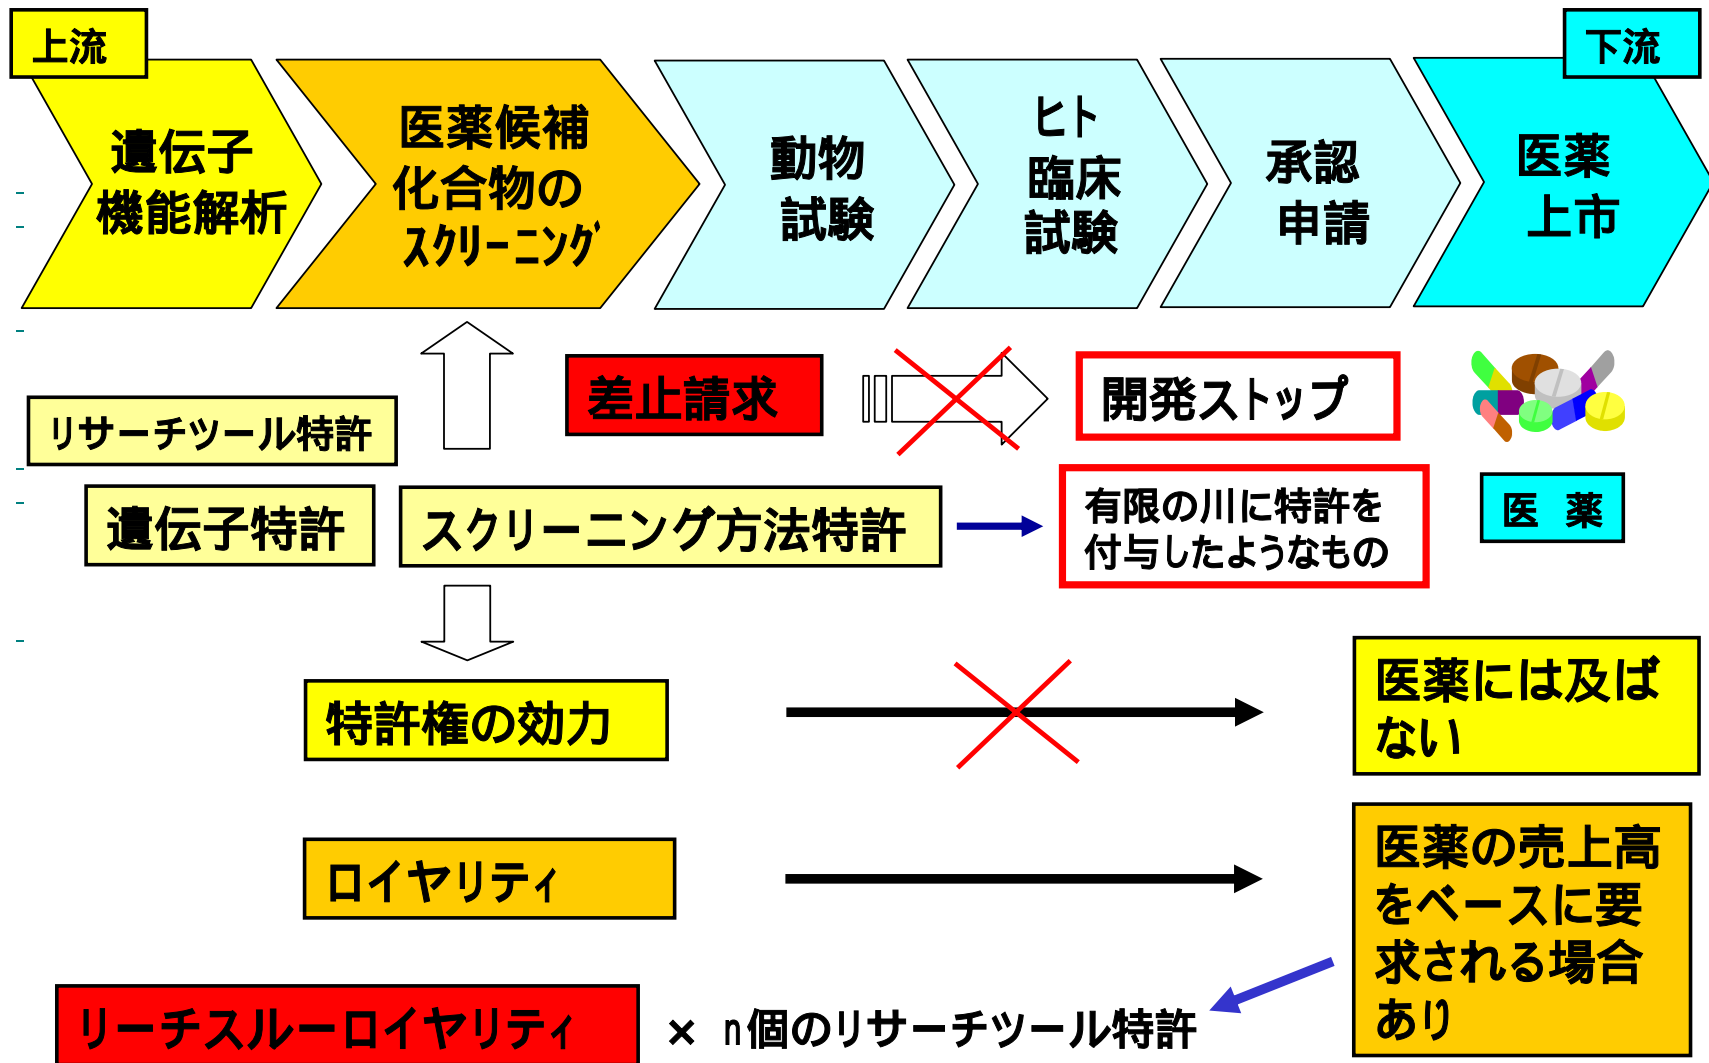 上流
下流
遺伝子
機能解析
医薬候補
化合物の
スクリーニング
動物
試験
ヒト
臨床
試験
承認
申請
医薬
上市
差止請求
開発ストップ
リサーチツール特許
遺伝子特許
スクリーニング方法特許
有限の川に特許を
付与したようなもの
医 薬
特許権の効力
医薬には及ば
ない
ロイヤリティ
医薬の売上高
をベースに要
求される場合
あり
リーチスルーロイヤリティ
× n個のリサーチツール特許